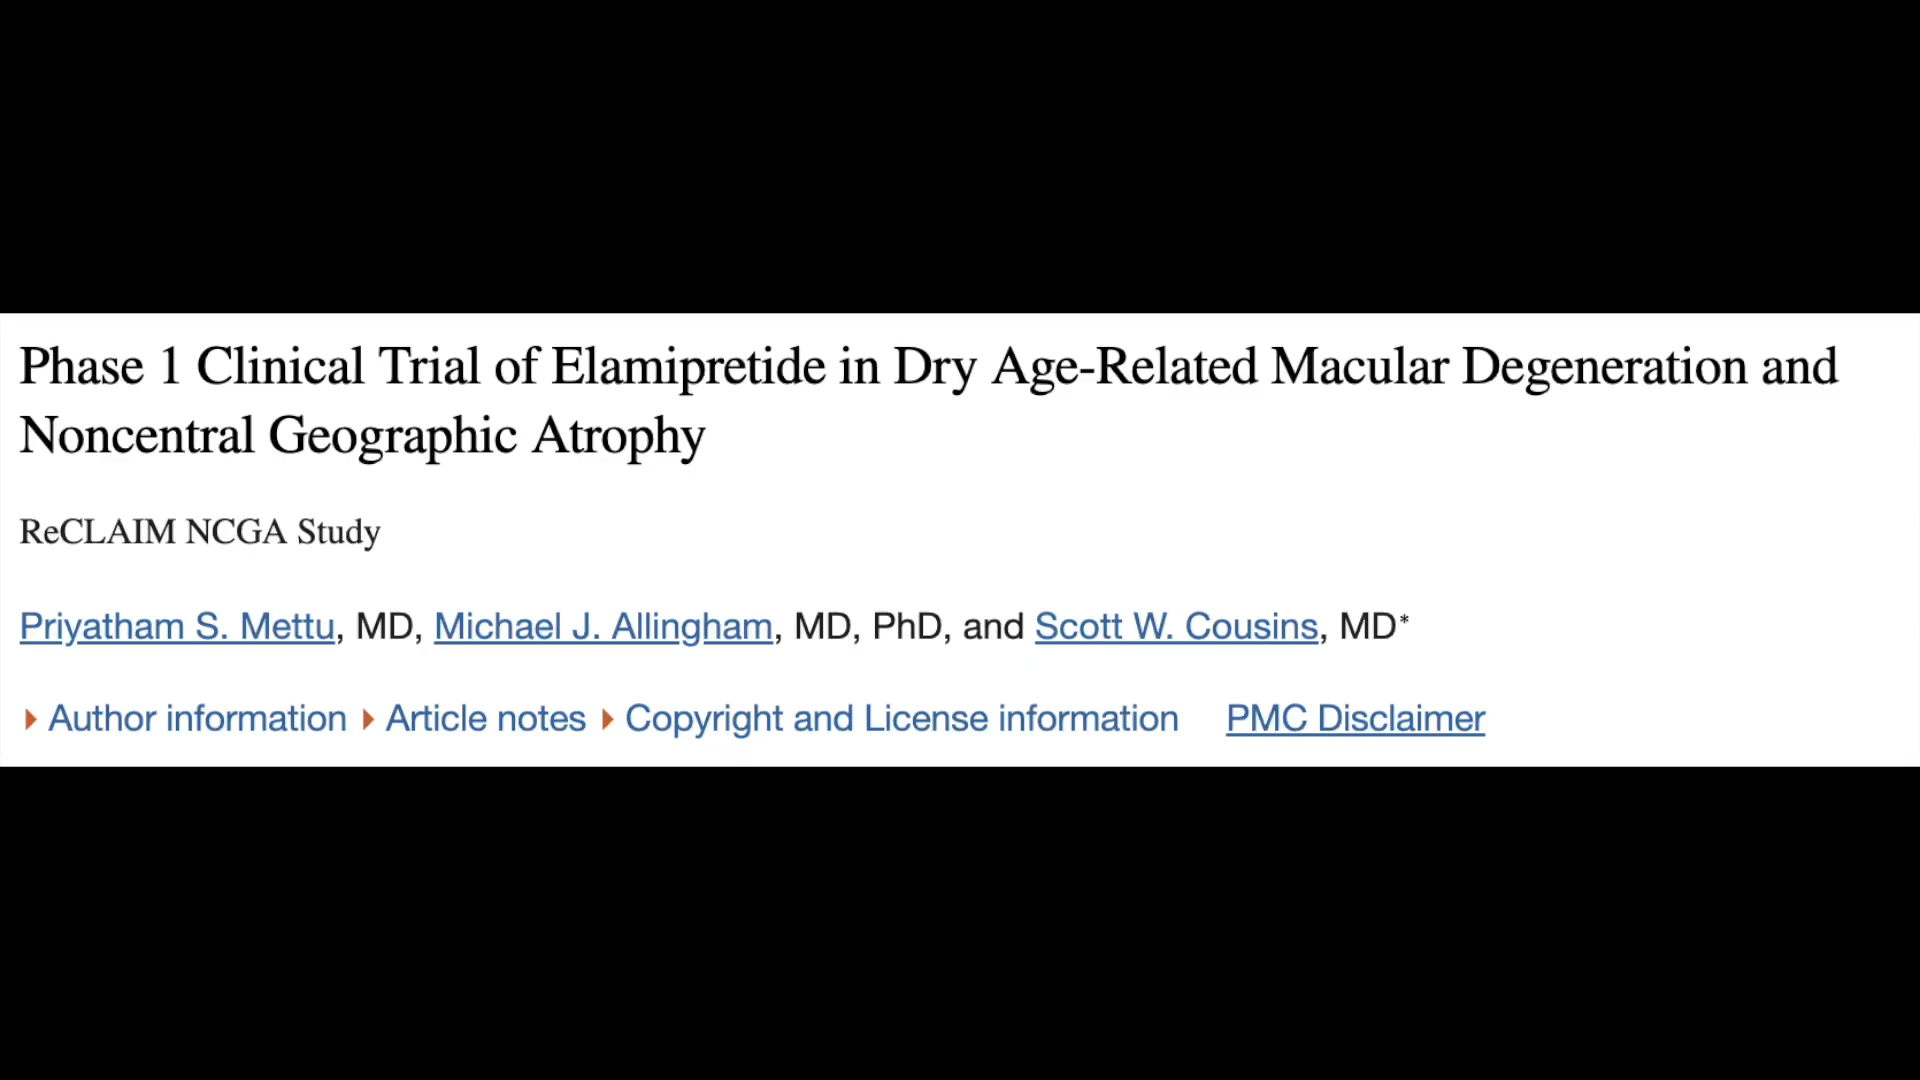 Phase 1 Clinical Trial of Elamipretide in Dry Age-Related Macular Degeneration and
Noncentral Geographic Atrophy
ReCLAIM NCGA Study
Priyatham S. Mettu, MD, Michael J. Allingham, MD, PhD, and Scott W. Cousins, MD*
Author information Article notes Copyright and License information PMC Disclaimer